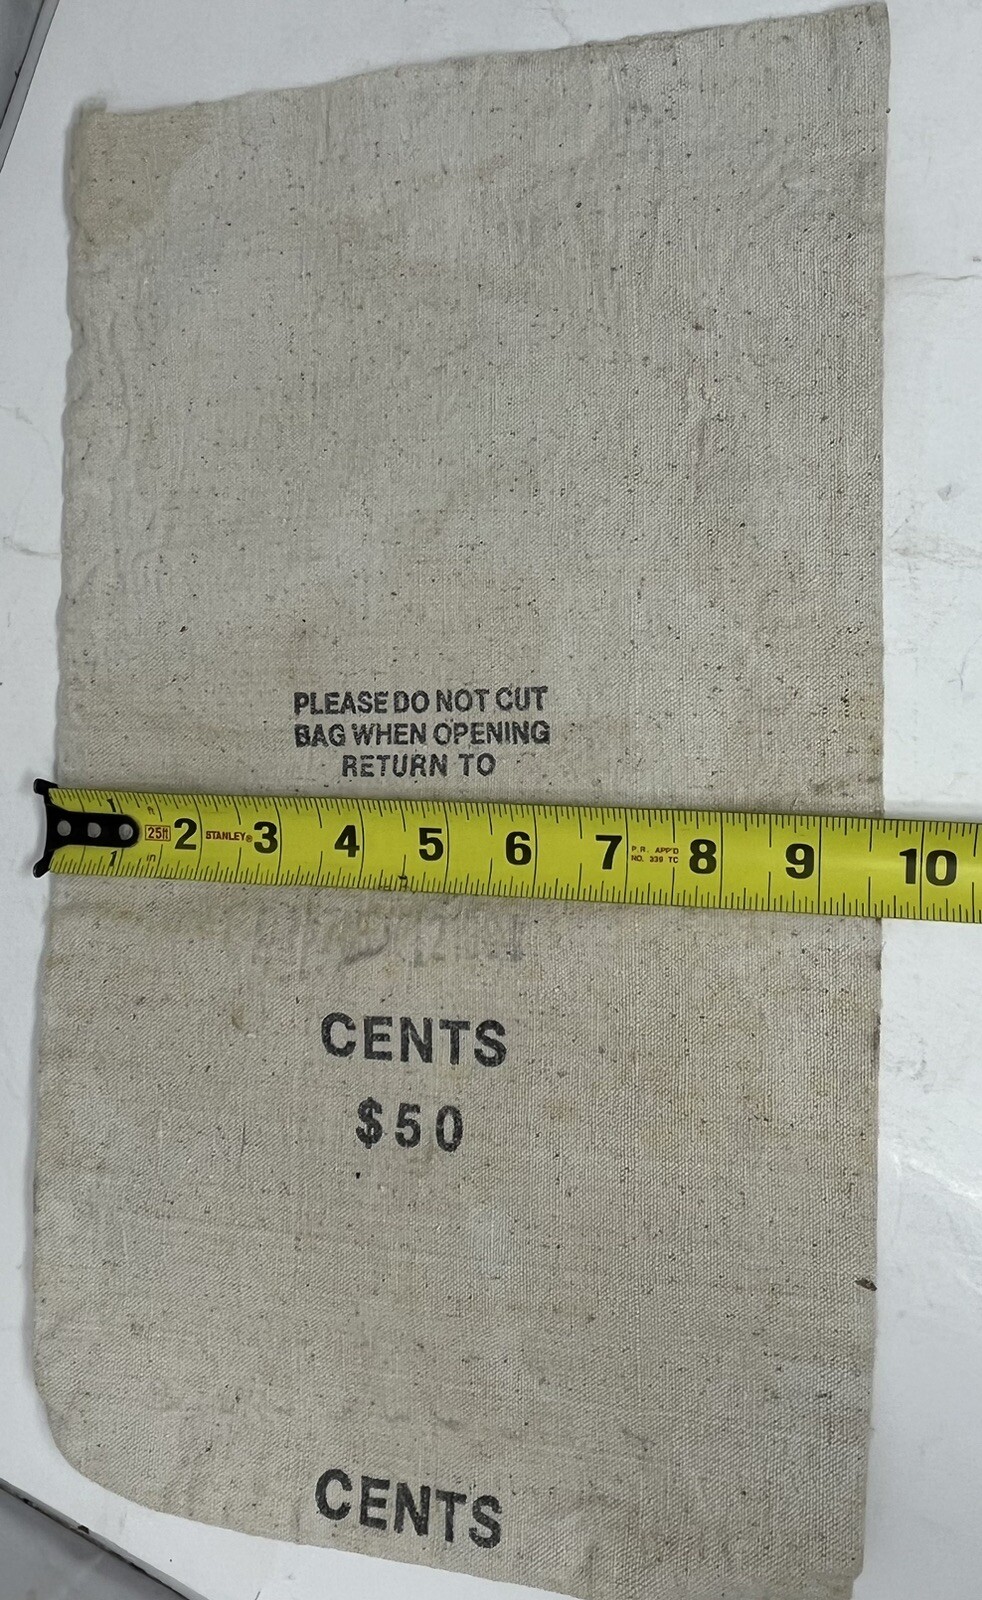 PLEASE DO NOT CUT
BAG WHEN OPENING
RETURN TO
1 25ft 2 STANLEY® 3 4 5 6 7 P.R. APP'D 8 9 10
1 NO. 339 TC
CENTS
$50
CENTS